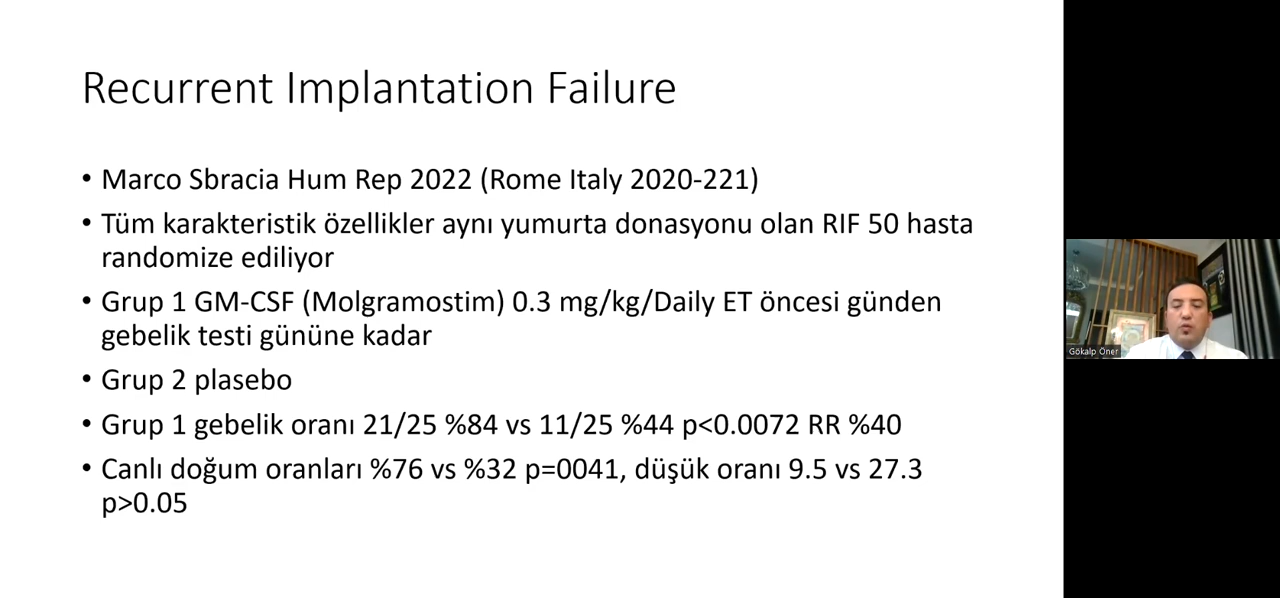 Recurrent Implantation Failure
• Marco Sbracia Hum Rep 2022 (Rome Italy 2020-221)
• Tüm karakteristik özellikler aynı yumurta donasyonu olan RIF 50 hasta
randomize ediliyor
• Grup 1 GM-CSF (Molgramostim) 0.3 mg/kg/Daily ET öncesi günden
gebelik testi gününe kadar
• Grup 2 plasebo
• Grup 1 gebelik oranı 21/25 %84 vs 11/25 %44 p<0.0072 RR %40
• Canlı doğum oranları %76 vs %32 p=0041, düşük oranı 9.5 vs 27.3
p>0.05
Gökalp Öner